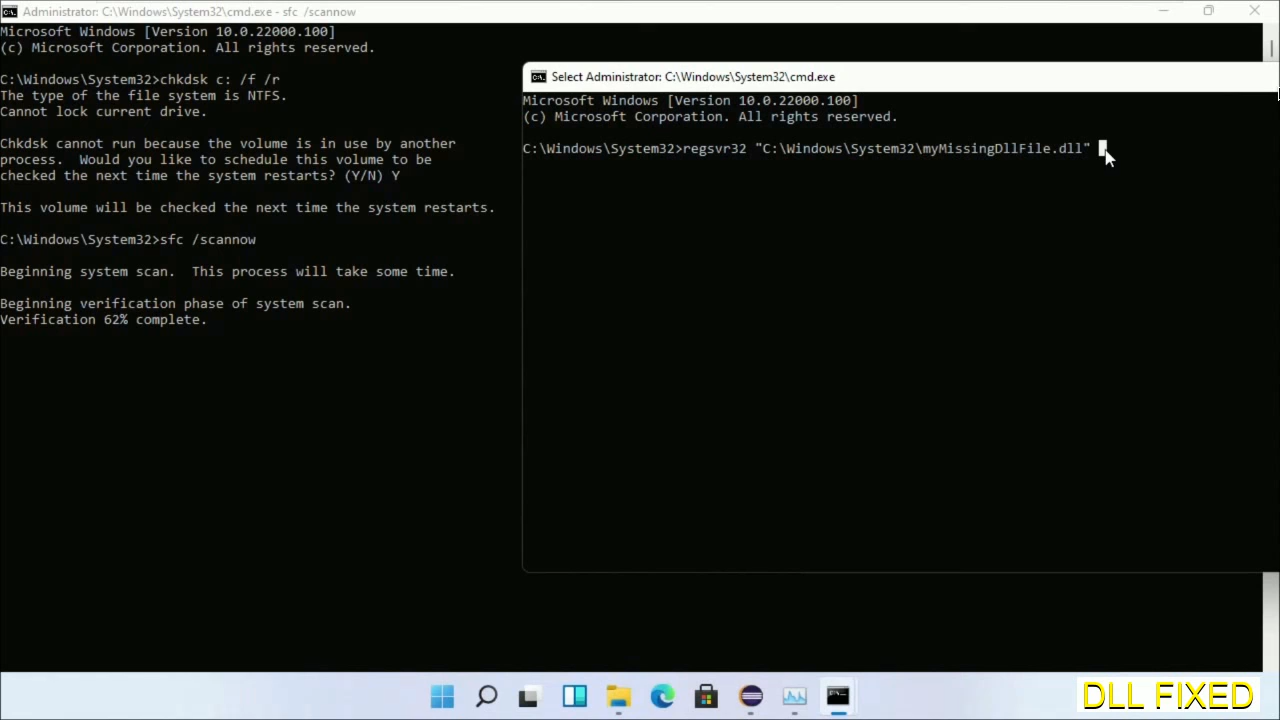 Administrator: C:\Windows\System32\cmd.exe - sfc /scannow
Microsoft Windows [Version 10.0.22000.100]
(c) Microsoft Corporation. All rights reserved.
C:\Windows\System32>chkdsk c: /f /r
The type of the file system is NTFS.
Cannot lock current drive.
Chkdsk cannot run because the volume is in use by another
process.  Would you like to schedule this volume to be
checked the next time the system restarts? (Y/N) Y
This volume will be checked the next time the system restarts.
C:\Windows\System32>sfc /scannow
Beginning system scan.  This process will take some time.
Beginning verification phase of system scan.
Verification 62% complete.
Select Administrator: C:\Windows\System32\cmd.exe
Microsoft Windows [Version 10.0.22000.100]
(c) Microsoft Corporation. All rights reserved.
C:\Windows\System32>regsvr32 "C:\Windows\System32\myMissingDllFile.dll"
DLL FIXED